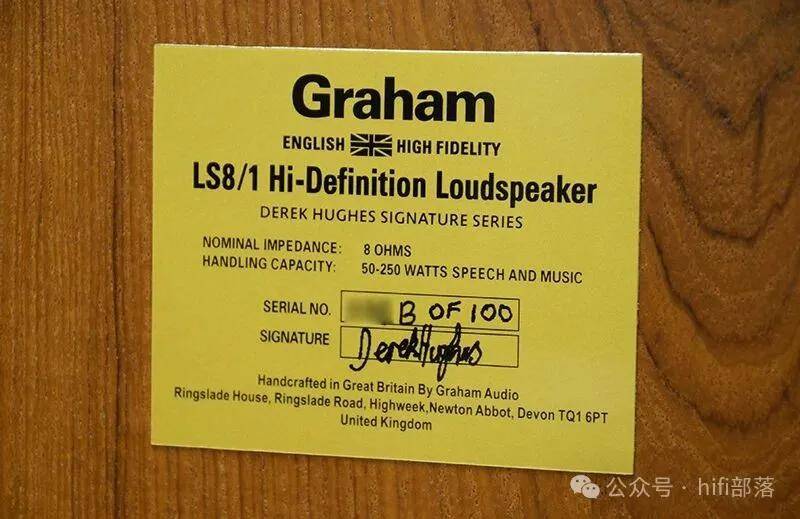 Graham
ENGLISH HIGH FIDELITY
LS8/1 Hi-Definition Loudspeaker
DEREK HUGHES SIGNATURE SERIES
NOMINAL IMPEDANCE: 8 OHMS
HANDLING CAPACITY: 50-250 WATTS SPEECH AND MUSIC
SERIAL NO. B OF 100
SIGNATURE DerekHughes
Handcrafted in Great Britain By Graham Audio
Ringslade House, Ringslade Road, Highweek,Newton Abbot, Devon TQ1 6PT
United Kingdom
公众号 · hifi部落